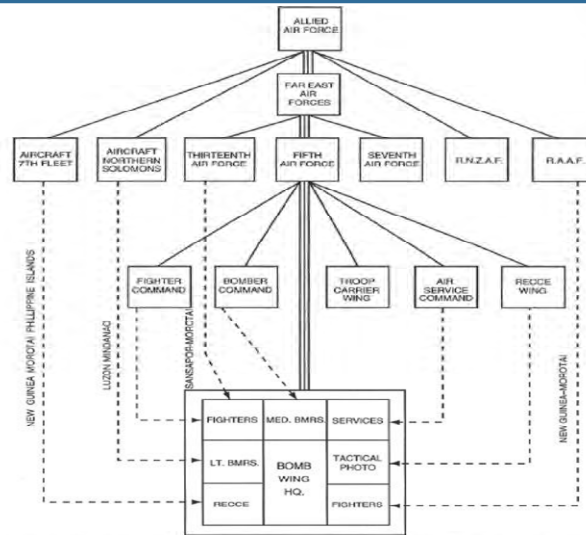 ALLIED
AIR FORCE
FAR EAST
AIR
FORCES
AIRCRAFT
7TH FLEET
AIRCRAFT
NORTHERN
SOLOMONS
THIRTEENTH
AIR FORCE
FIFTH
AIR FORCE
SEVENTH
AIR FORCE
R.N.Z.A.F.
R.A.A.F.
FIGHTER
COMMAND
BOMBER
COMMAND
TROOP
CARRIER
WING
AIR
SERVICE
COMMAND
RECCE
WING
NEW GUINEA MOROTAI PHILLIPINE ISLANDS
LUZON MINDANAO
SANSAPOR-MOROTAI
NEW GUINEA-MOROTAI
FIGHTERS
MED. BMRS.
SERVICES
LT. BMRS.
BOMB
WING
HQ.
TACTICAL
PHOTO
RECCE
FIGHTERS